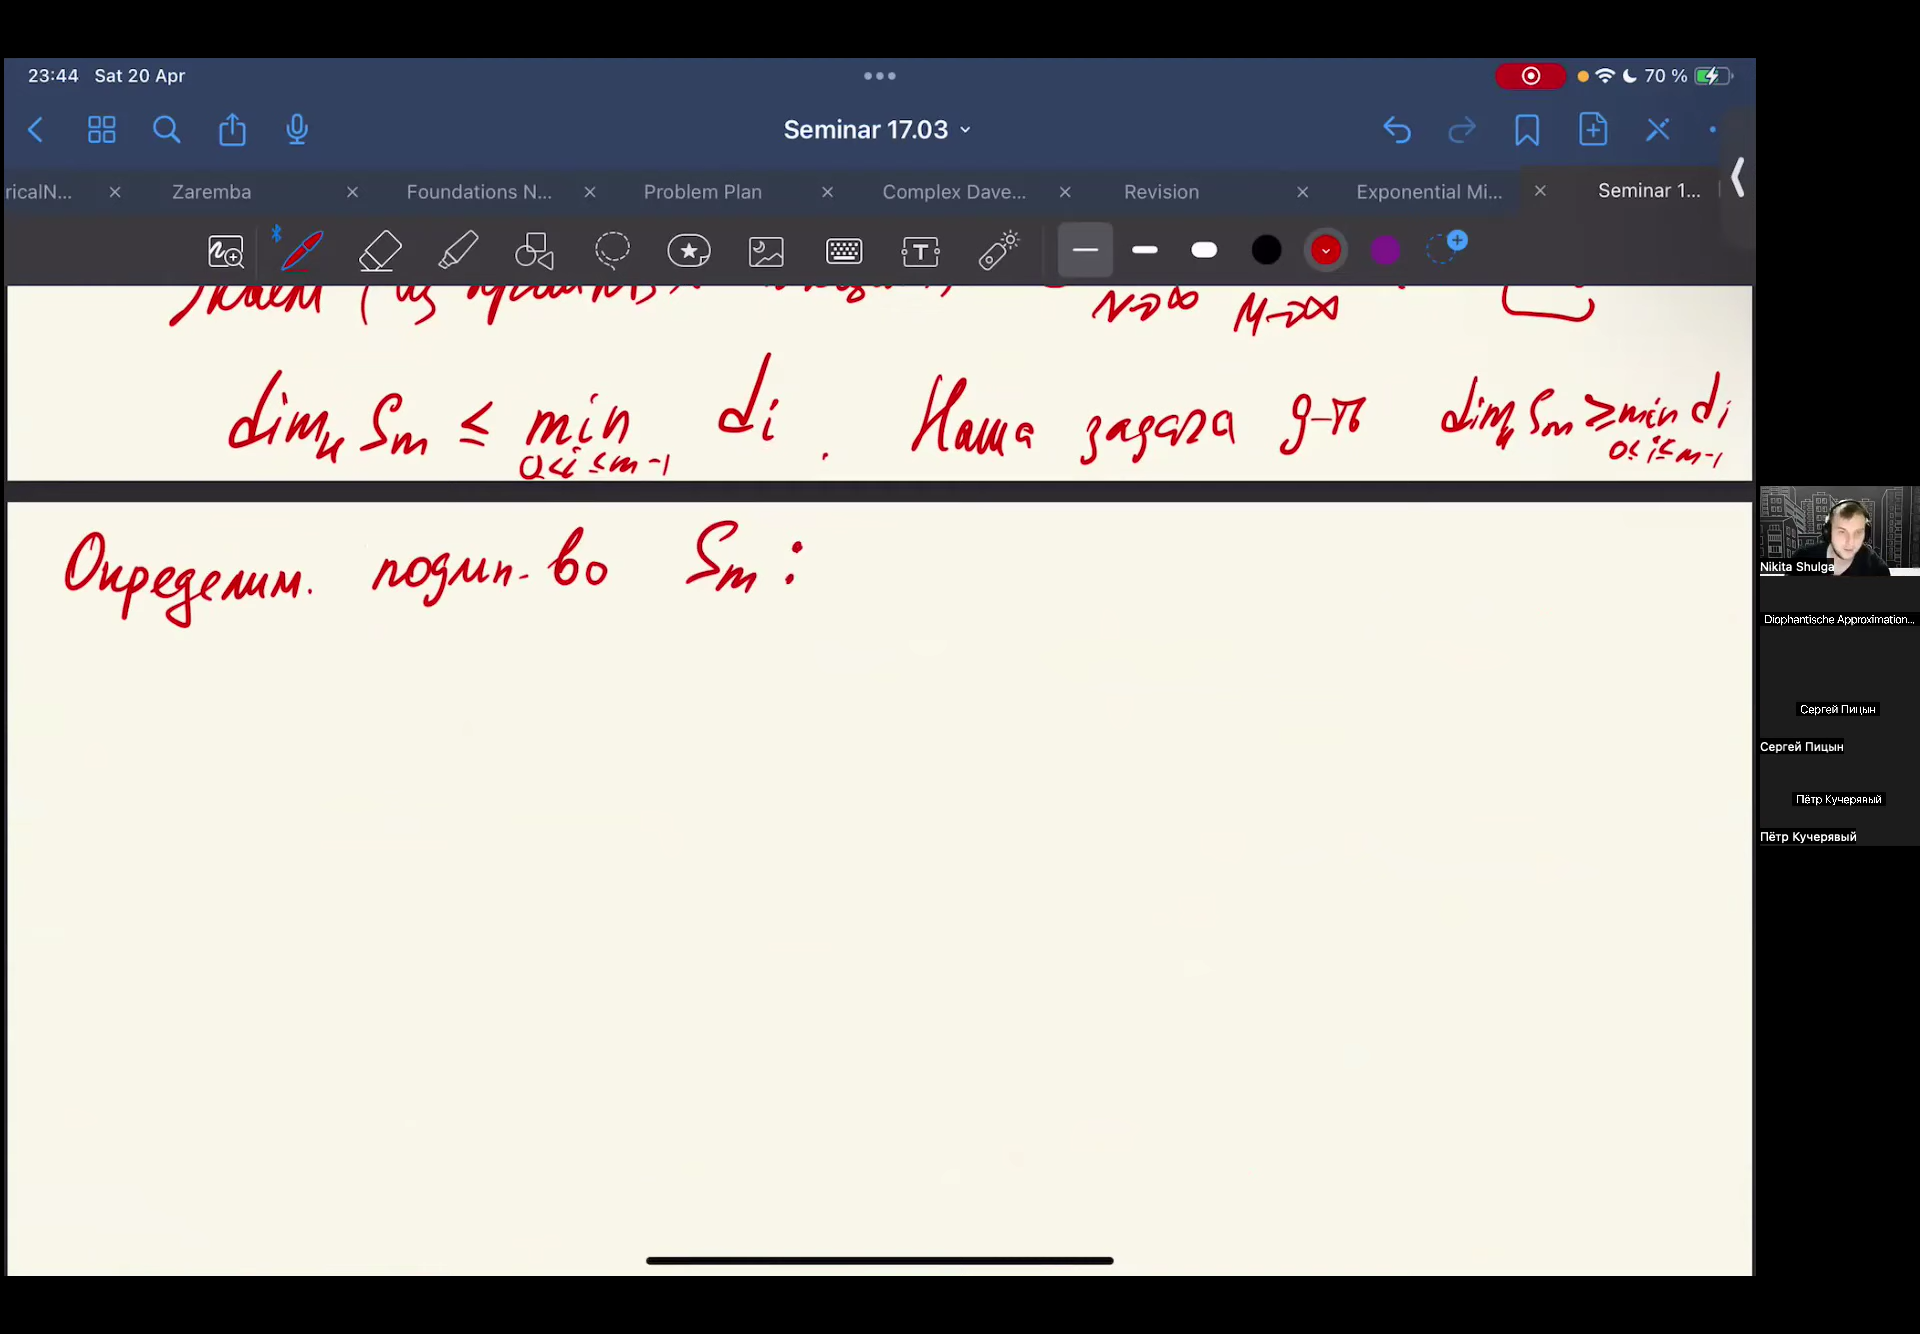 23:44 Sat 20 Apr
70 %
Seminar 17.03
ricalN...
Zaremba
Foundations N...
Problem Plan
Complex Dave...
Revision
Exponential Mi...
Seminar 1...
N→∞ M→∞
dim_H S_m ≤ min_{0≤i≤m-1} d_i. Наша задача д-ть dim_H S_m ≥ min_{0≤i≤m-1} d_i
Определим. подмн-во S_m :
Nikita Shulga
Diophantische Approximation...
Сергей Пицын
Сергей Пицын
Пётр Кучерявый
Пётр Кучерявый